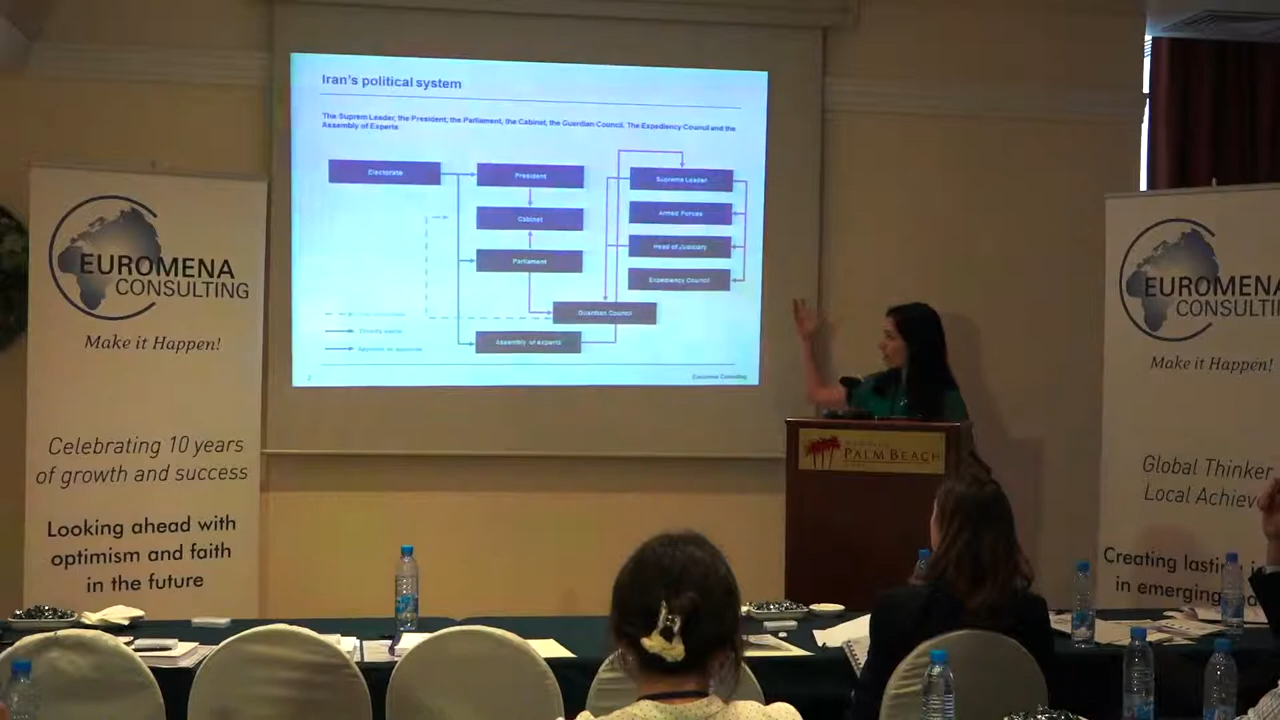 Iran's political system
The Suprem Leader, the President, the Parliament, the Cabinet, the Guardian Council, The Expediency Council and the
Assembly of Experts
Electorate
President
Supreme Leader
Cabinet
Armed Forces
Parliament
Head of Judiciary
Expediency Council
Guardian Council
Assembly of experts
Directly elected
Appoints or approves
2
Euromena Consulting
EUROMENA
CONSULTING
Make it Happen!
Celebrating 10 years
of growth and success
Looking ahead with
optimism and faith
in the future
PALM BEACH
EUROMENA
CONSULTIN
Make it Happen!
Global Thinker
Local Achieve
Creating lasti
in emerging